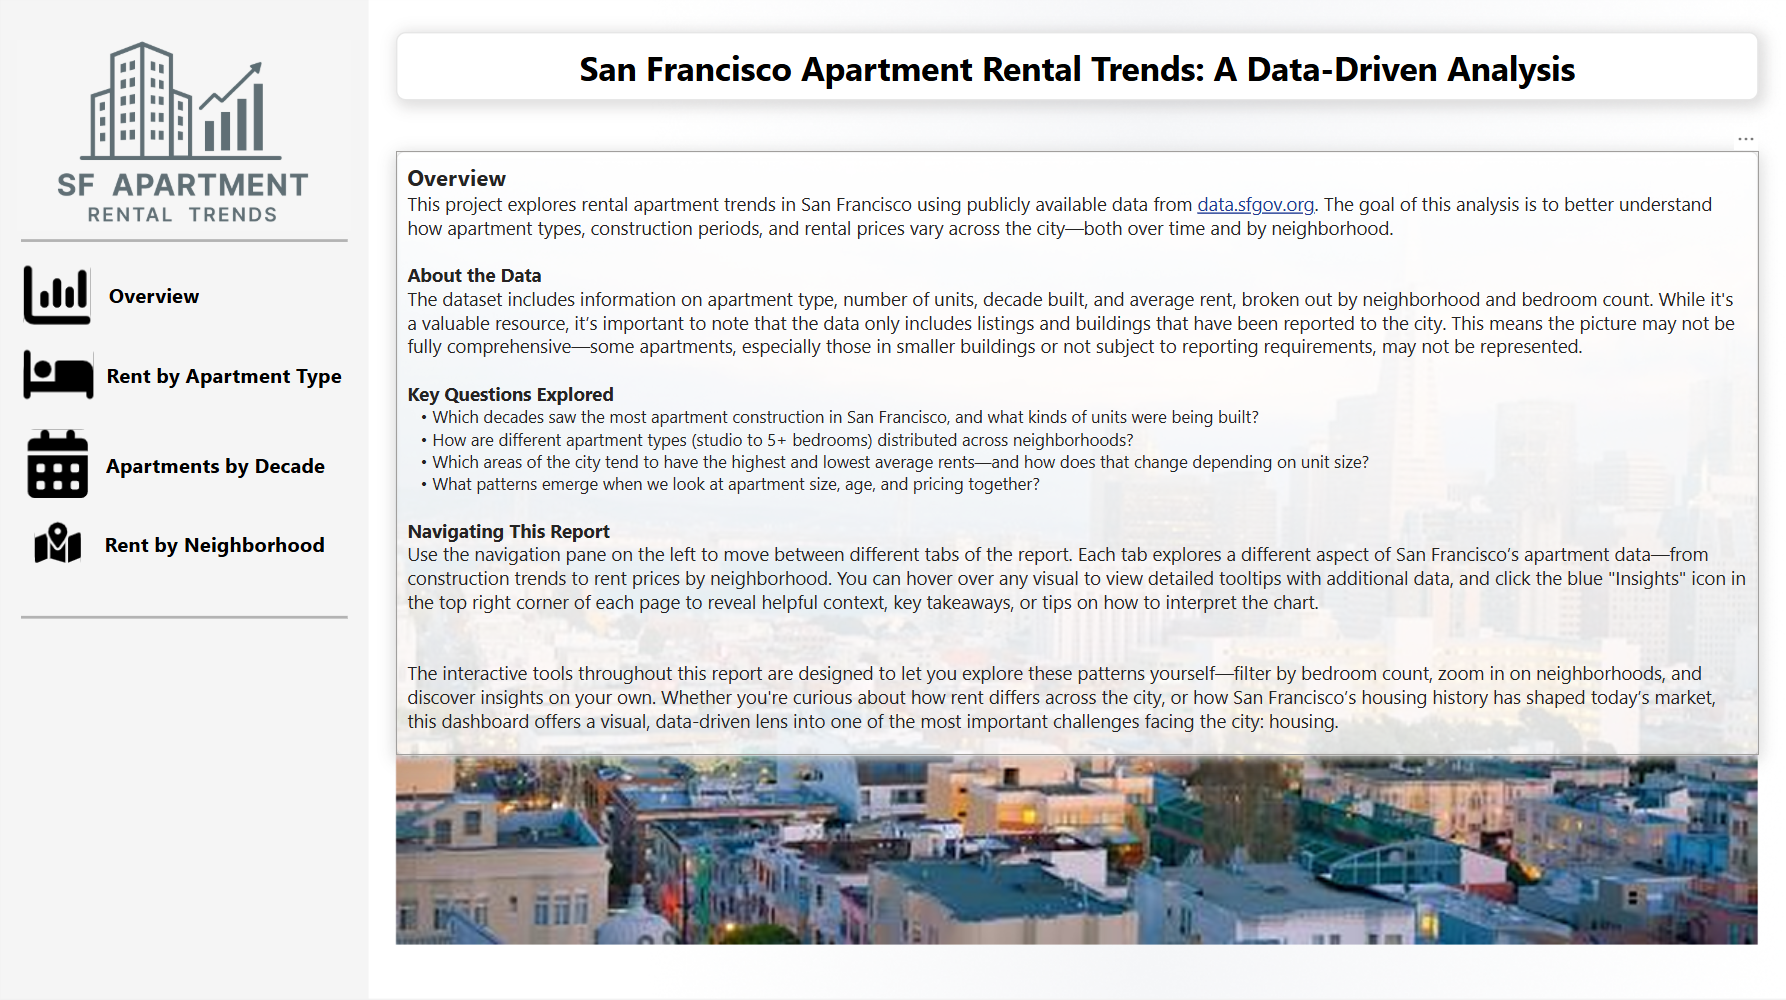 SF APARTMENT
RENTAL TRENDS
Overview
Rent by Apartment Type
Apartments by Decade
Rent by Neighborhood
San Francisco Apartment Rental Trends: A Data-Driven Analysis
...
Overview
This project explores rental apartment trends in San Francisco using publicly available data from data.sfgov.org. The goal of this analysis is to better understand
how apartment types, construction periods, and rental prices vary across the city—both over time and by neighborhood.
About the Data
The dataset includes information on apartment type, number of units, decade built, and average rent, broken out by neighborhood and bedroom count. While it's
a valuable resource, it’s important to note that the data only includes listings and buildings that have been reported to the city. This means the picture may not be
fully comprehensive—some apartments, especially those in smaller buildings or not subject to reporting requirements, may not be represented.
Key Questions Explored
• Which decades saw the most apartment construction in San Francisco, and what kinds of units were being built?
• How are different apartment types (studio to 5+ bedrooms) distributed across neighborhoods?
• Which areas of the city tend to have the highest and lowest average rents—and how does that change depending on unit size?
• What patterns emerge when we look at apartment size, age, and pricing together?
Navigating This Report
Use the navigation pane on the left to move between different tabs of the report. Each tab explores a different aspect of San Francisco’s apartment data—from
construction trends to rent prices by neighborhood. You can hover over any visual to view detailed tooltips with additional data, and click the blue "Insights" icon in
the top right corner of each page to reveal helpful context, key takeaways, or tips on how to interpret the chart.
The interactive tools throughout this report are designed to let you explore these patterns yourself—filter by bedroom count, zoom in on neighborhoods, and
discover insights on your own. Whether you're curious about how rent differs across the city, or how San Francisco’s housing history has shaped today’s market,
this dashboard offers a visual, data-driven lens into one of the most important challenges facing the city: housing.